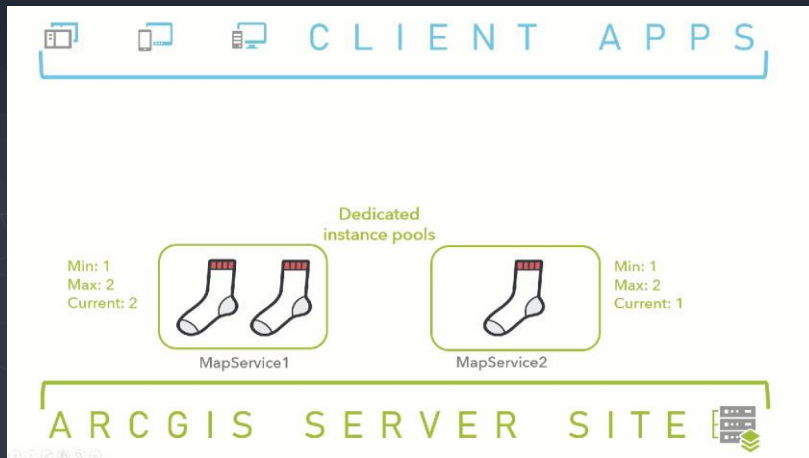 CLIENT APPS
Dedicated
instance pools
Min: 1
Max: 2
Current: 2
Min: 1
Max: 2
Current: 1
MapService1
MapService2
ARCGIS SERVER SITE